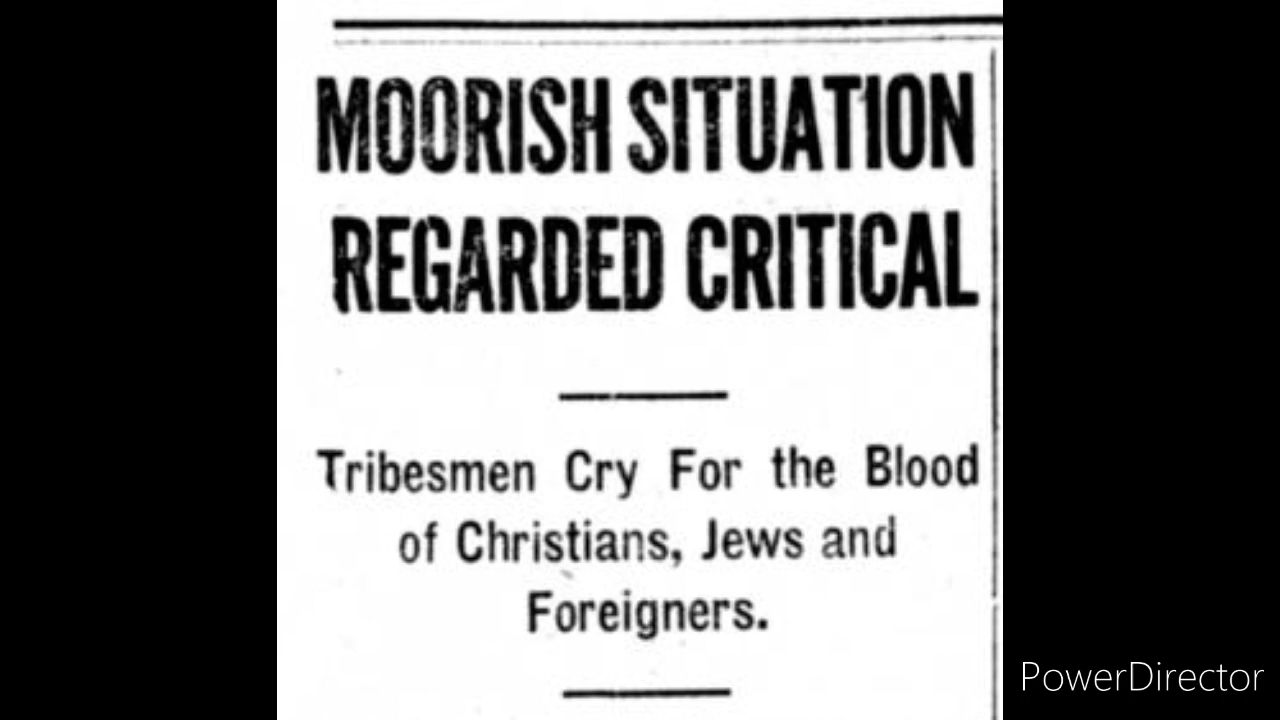 MOORISH SITUATION
REGARDED CRITICAL
Tribesmen Cry For the Blood
of Christians, Jews and
Foreigners.
PowerDirector